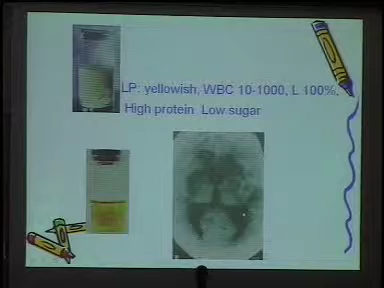 LP: yellowish, WBC 10-1000, L 100%,
High protein Low sugar